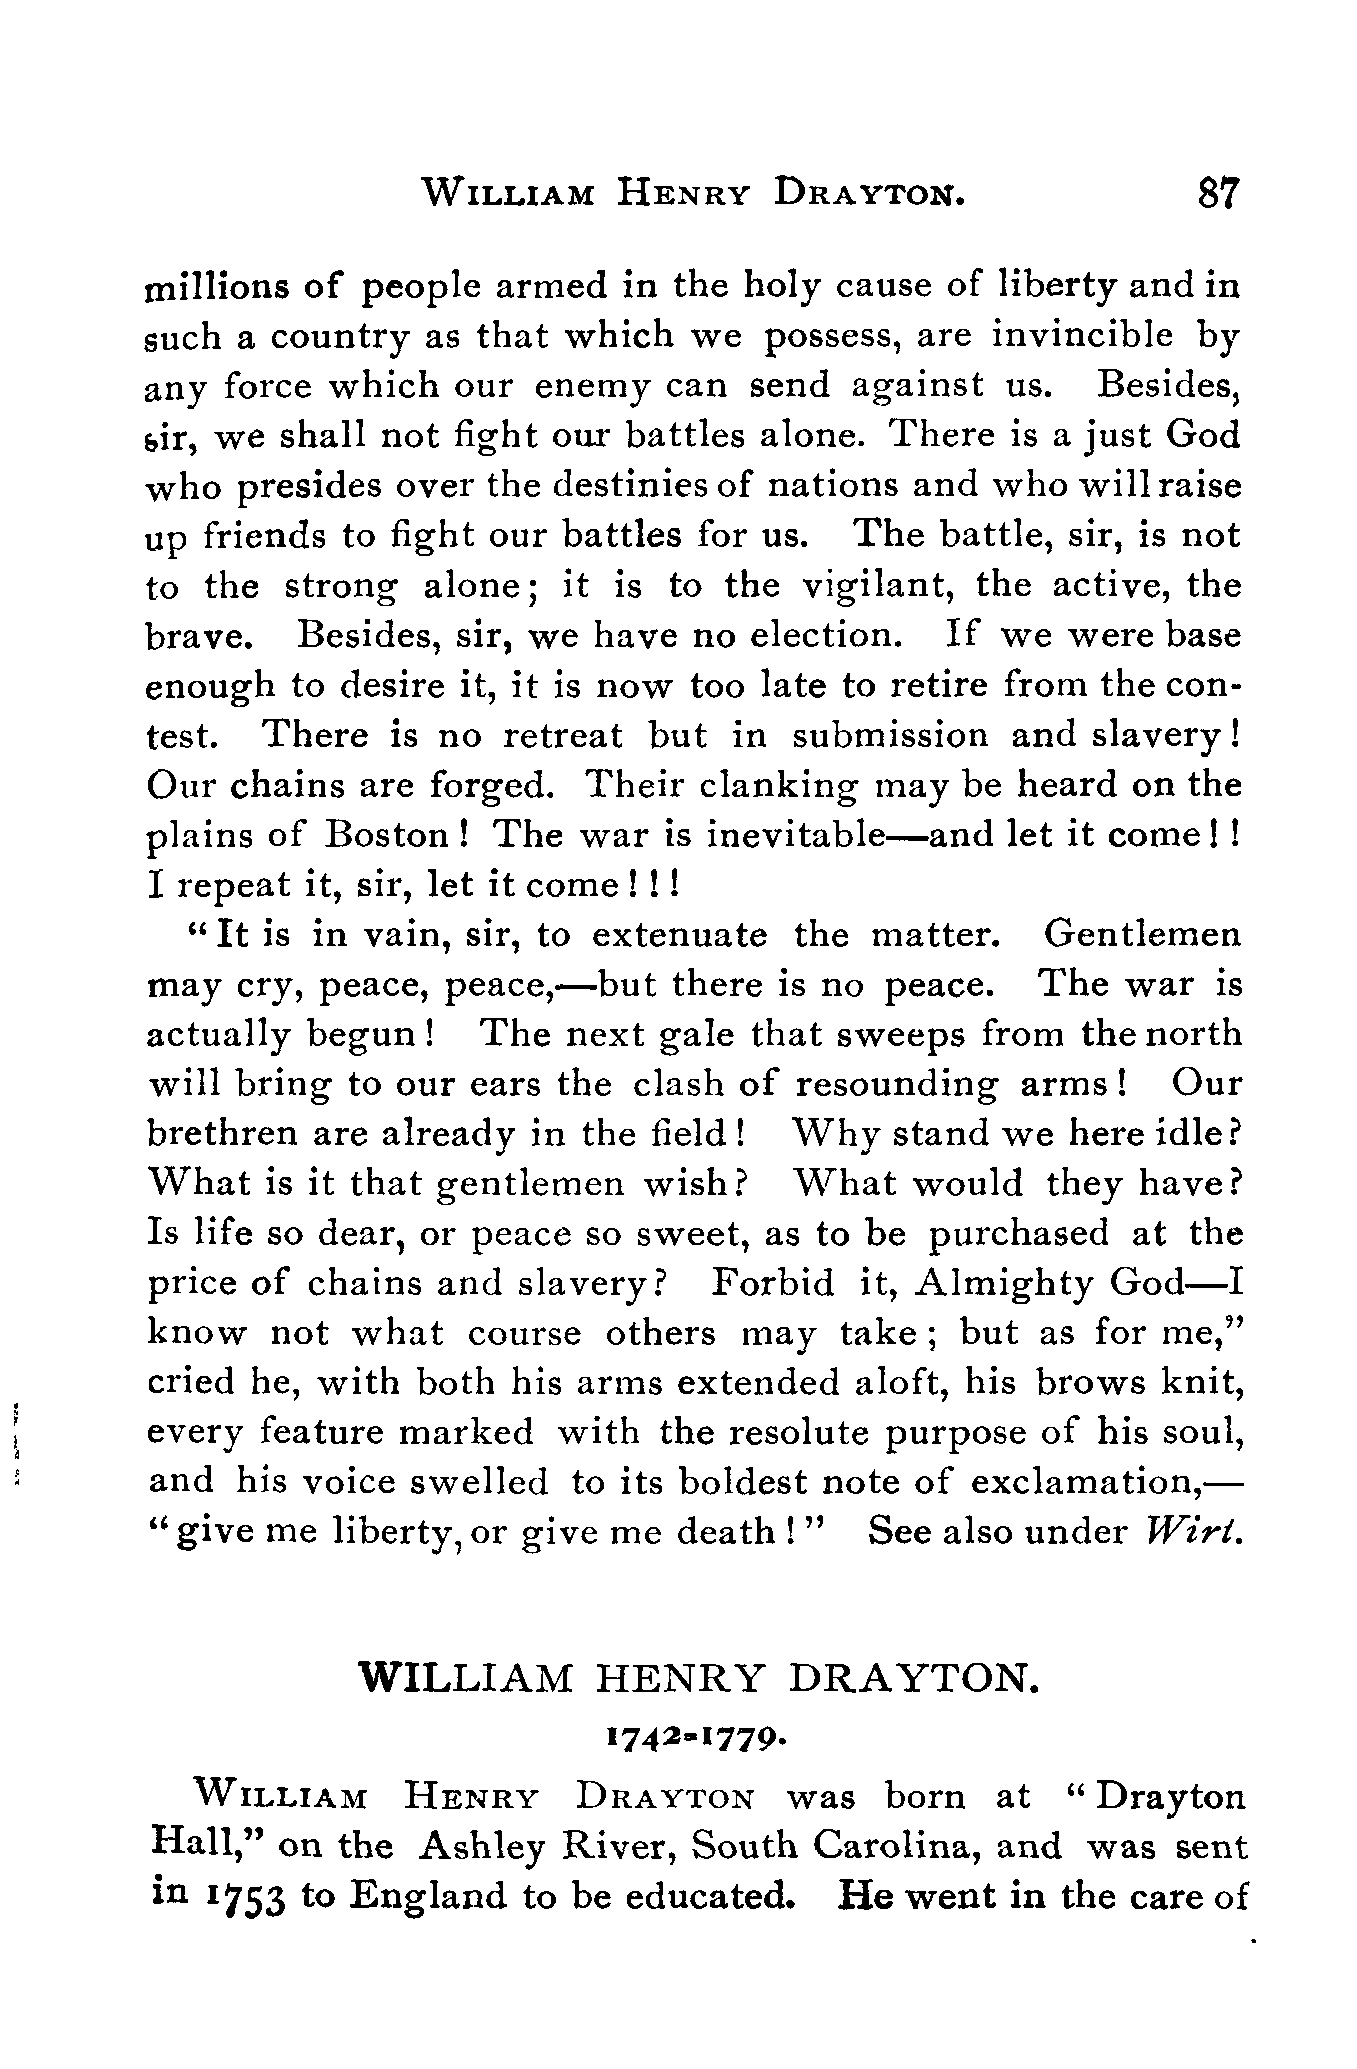 WILLIAM HENRY DRAYTON. 87
millions of people armed in the holy cause of liberty and in
such a country as that which we possess, are invincible by
any force which our enemy can send against us. Besides,
sir, we shall not fight our battles alone. There is a just God
who presides over the destinies of nations and who will raise
up friends to fight our battles for us. The battle, sir, is not
to the strong alone; it is to the vigilant, the active, the
brave. Besides, sir, we have no election. If we were base
enough to desire it, it is now too late to retire from the con-
test. There is no retreat but in submission and slavery!
Our chains are forged. Their clanking may be heard on the
plains of Boston! The war is inevitable—and let it come!!
I repeat it, sir, let it come!!!
"It is in vain, sir, to extenuate the matter. Gentlemen
may cry, peace, peace,—but there is no peace. The war is
actually begun! The next gale that sweeps from the north
will bring to our ears the clash of resounding arms! Our
brethren are already in the field! Why stand we here idle?
What is it that gentlemen wish? What would they have?
Is life so dear, or peace so sweet, as to be purchased at the
price of chains and slavery? Forbid it, Almighty God—I
know not what course others may take; but as for me,"
cried he, with both his arms extended aloft, his brows knit,
every feature marked with the resolute purpose of his soul,
and his voice swelled to its boldest note of exclamation,—
"give me liberty, or give me death!" See also under Wirt.
WILLIAM HENRY DRAYTON.
1742-1779.
WILLIAM HENRY DRAYTON was born at "Drayton
Hall," on the Ashley River, South Carolina, and was sent
in 1753 to England to be educated. He went in the care of